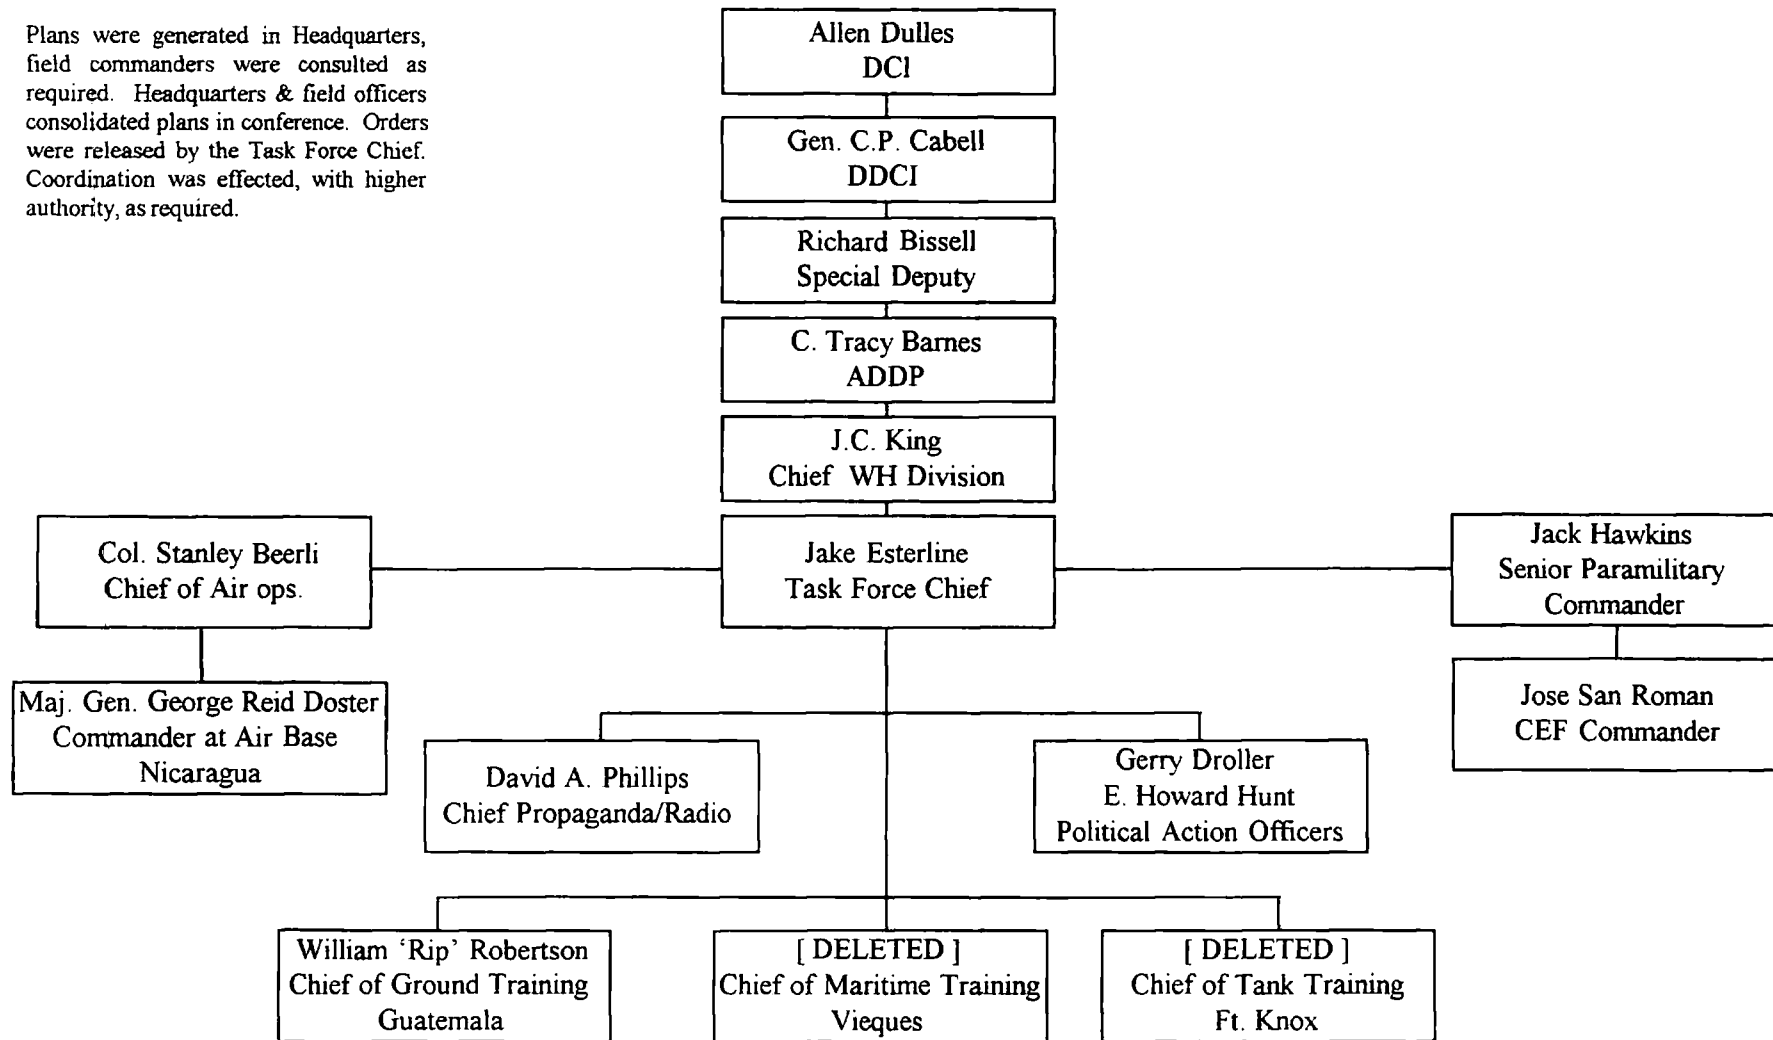 Plans were generated in Headquarters,
field commanders were consulted as
required. Headquarters & field officers
consolidated plans in conference. Orders
were released by the Task Force Chief.
Coordination was effected, with higher
authority, as required.
Allen Dulles
DCI
Gen. C.P. Cabell
DDCI
Richard Bissell
Special Deputy
C. Tracy Barnes
ADDP
J.C. King
Chief WH Division
Col. Stanley Beerli
Chief of Air ops.
Jake Esterline
Task Force Chief
Jack Hawkins
Senior Paramilitary
Commander
Maj. Gen. George Reid Doster
Commander at Air Base
Nicaragua
Jose San Roman
CEF Commander
David A. Phillips
Chief Propaganda/Radio
Gerry Droller
E. Howard Hunt
Political Action Officers
William ‘Rip’ Robertson
Chief of Ground Training
Guatemala
[ DELETED ]
Chief of Maritime Training
Vieques
[ DELETED ]
Chief of Tank Training
Ft. Knox